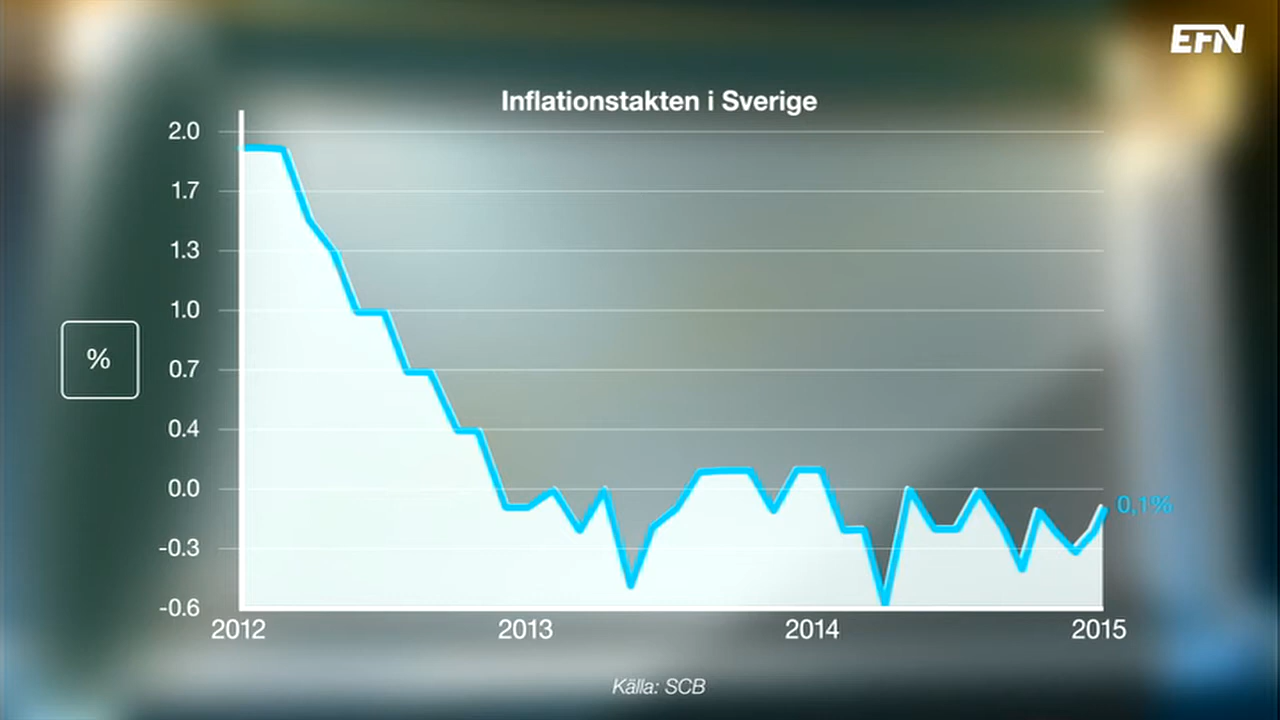 EFN
Inflationstakten i Sverige
2.0
1.7
1.3
1.0
0.7
0.4
0.0
-0.3
-0.6
%
0,1%
2012 2013 2014 2015
Källa: SCB